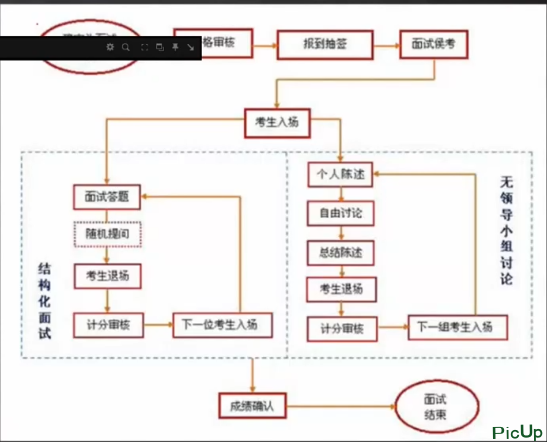 格审核
报到抽签
面试候考
考生入场
面试答题
随机提问
考生退场
计分审核
下一位考生入场
结构化面试
个人陈述
自由讨论
总结陈述
考生退场
计分审核
下一组考生入场
无领导小组讨论
成绩确认
面试
结束
PicUp